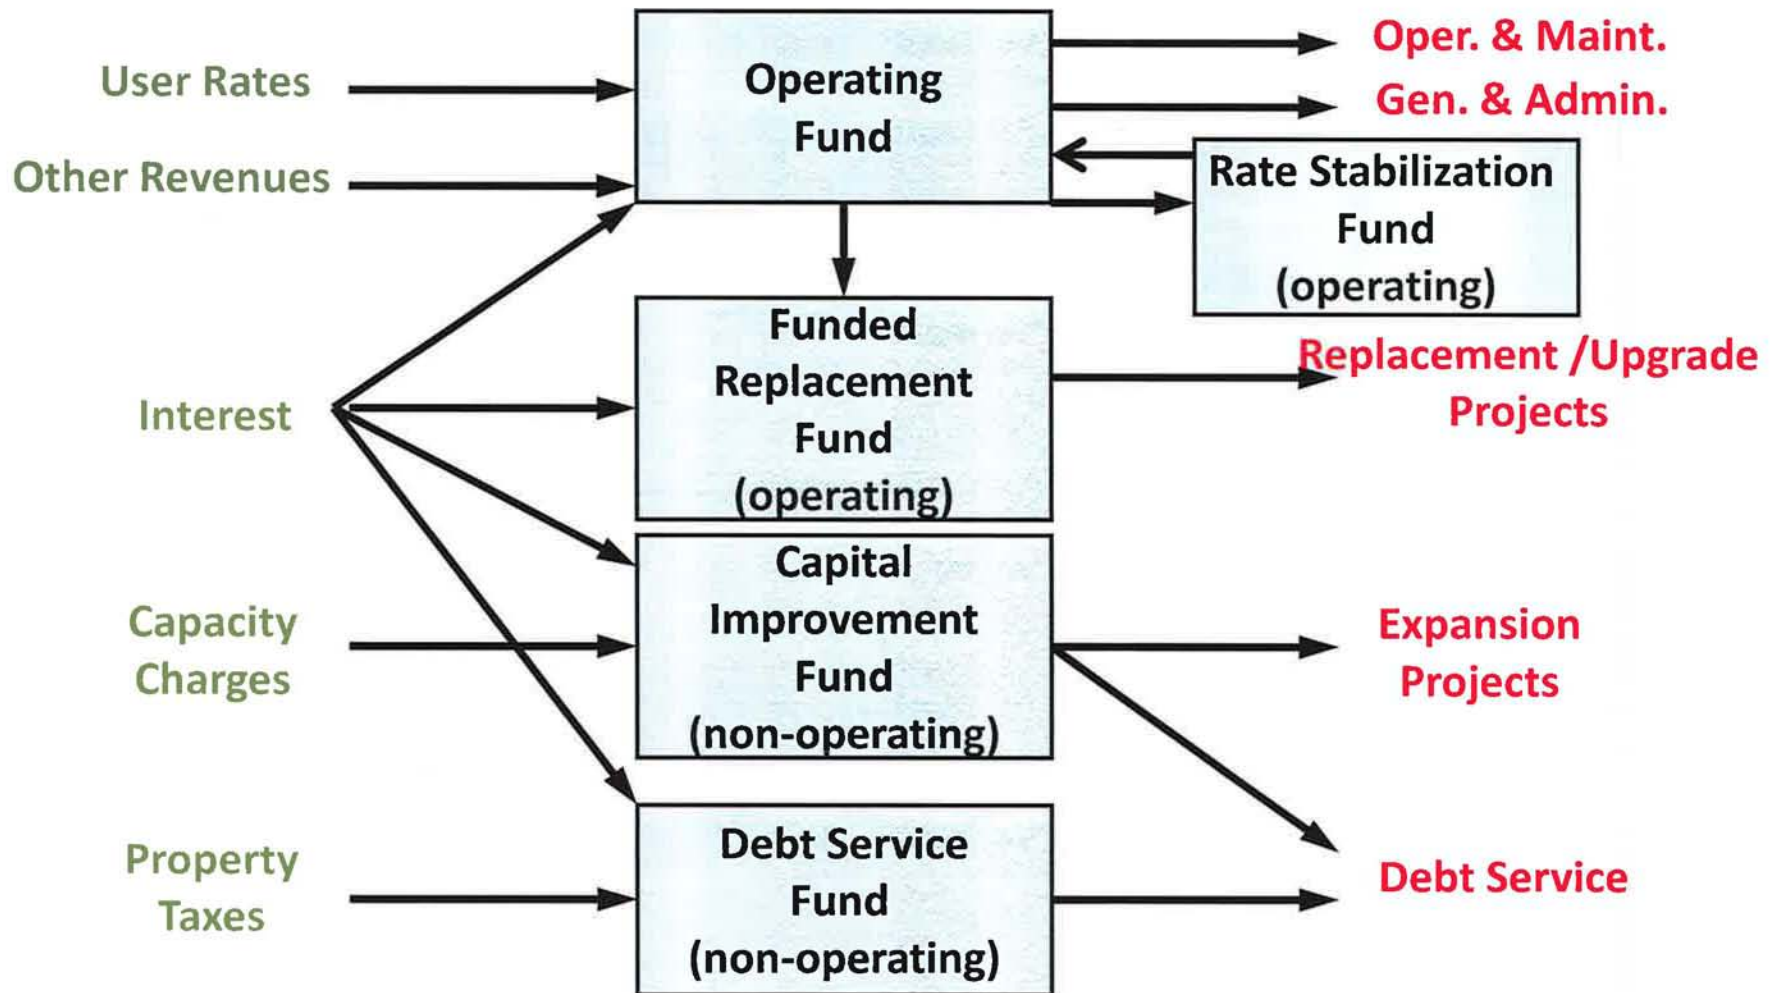 User Rates
Other Revenues
Interest
Capacity
Charges
Property
Taxes
Operating
Fund
Funded
Replacement
Fund
(operating)
Capital
Improvement
Fund
(non-operating)
Debt Service
Fund
(non-operating)
Oper. & Maint.
Gen. & Admin.
Rate Stabilization
Fund
(operating)
Replacement /Upgrade
Projects
Expansion
Projects
Debt Service